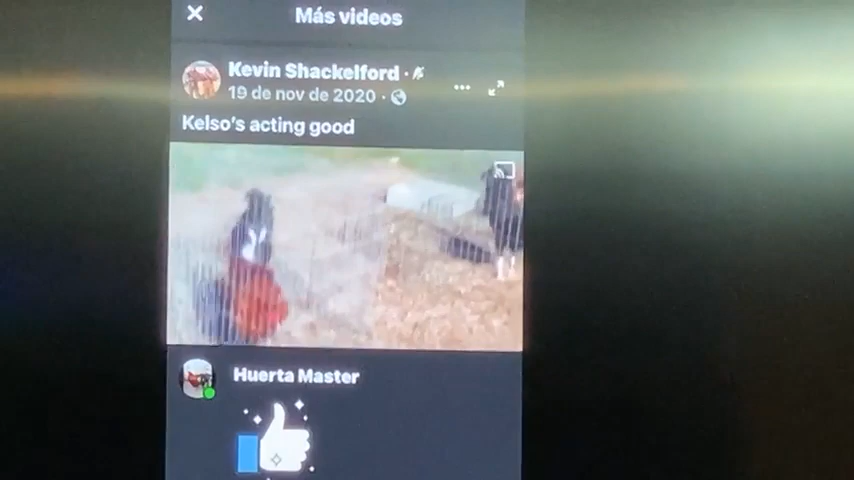 Más videos
Kevin Shackelford
19 de nov de 2020
Kelso's acting good
Huerta Master